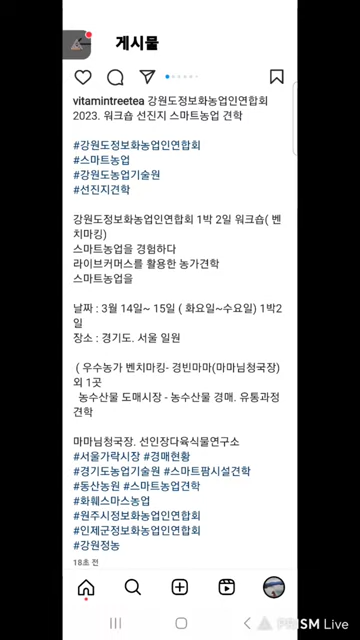 게시물
vitamintreetea 강원도정보화농업인연합회
2023. 워크숍 선진지 스마트농업 견학
#강원도정보화농업인연합회
#스마트농업
#강원도농업기술원
#선진지견학
강원도정보화농업인연합회 1박 2일 워크숍( 벤
치마킹)
스마트농업을 경험하다
라이브커머스를 활용한 농가견학
스마트농업을
날짜 : 3월 14일~ 15일 ( 화요일~수요일) 1박2
일
장소 : 경기도. 서울 일원
( 우수농가 벤치마킹- 경빈마마(마마님청국장)
외 1곳
농수산물 도매시장 - 농수산물 경매. 유통과정
견학
마마님청국장. 선인장다육식물연구소
#서울가락시장 #경매현황
#경기도농업기술원 #스마트팜시설견학
#동산농원 #스마트농업견학
#화훼스마스농업
#원주시정보화농업인연합회
#인제군정보화농업인연합회
#강원정농
18초 전
PRISM Live